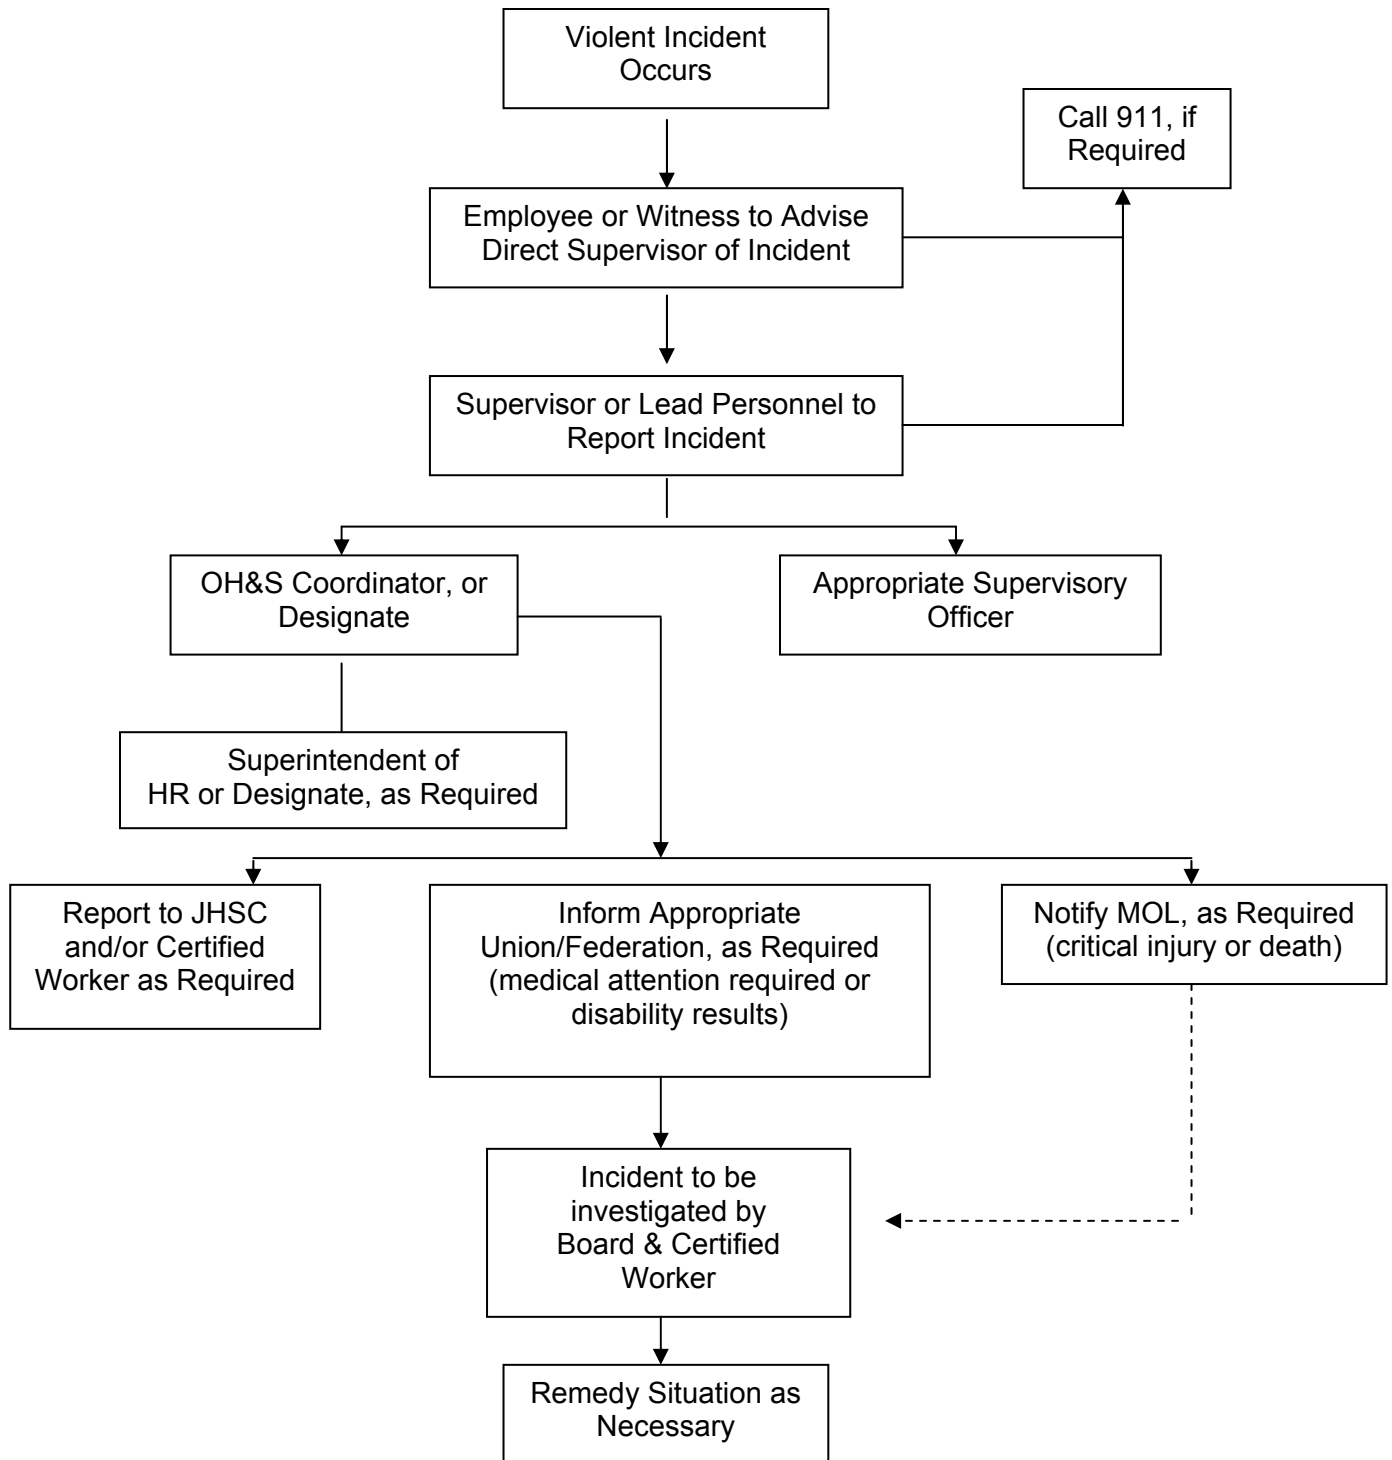 Violent Incident
Occurs
Call 911, if
Required
Employee or Witness to Advise
Direct Supervisor of Incident
Supervisor or Lead Personnel to
Report Incident
OH&S Coordinator, or
Designate
Appropriate Supervisory
Officer
Superintendent of
HR or Designate, as Required
Report to JHSC
and/or Certified
Worker as Required
Inform Appropriate
Union/Federation, as Required
(medical attention required or
disability results)
Notify MOL, as Required
(critical injury or death)
Incident to be
investigated by
Board & Certified
Worker
Remedy Situation as
Necessary